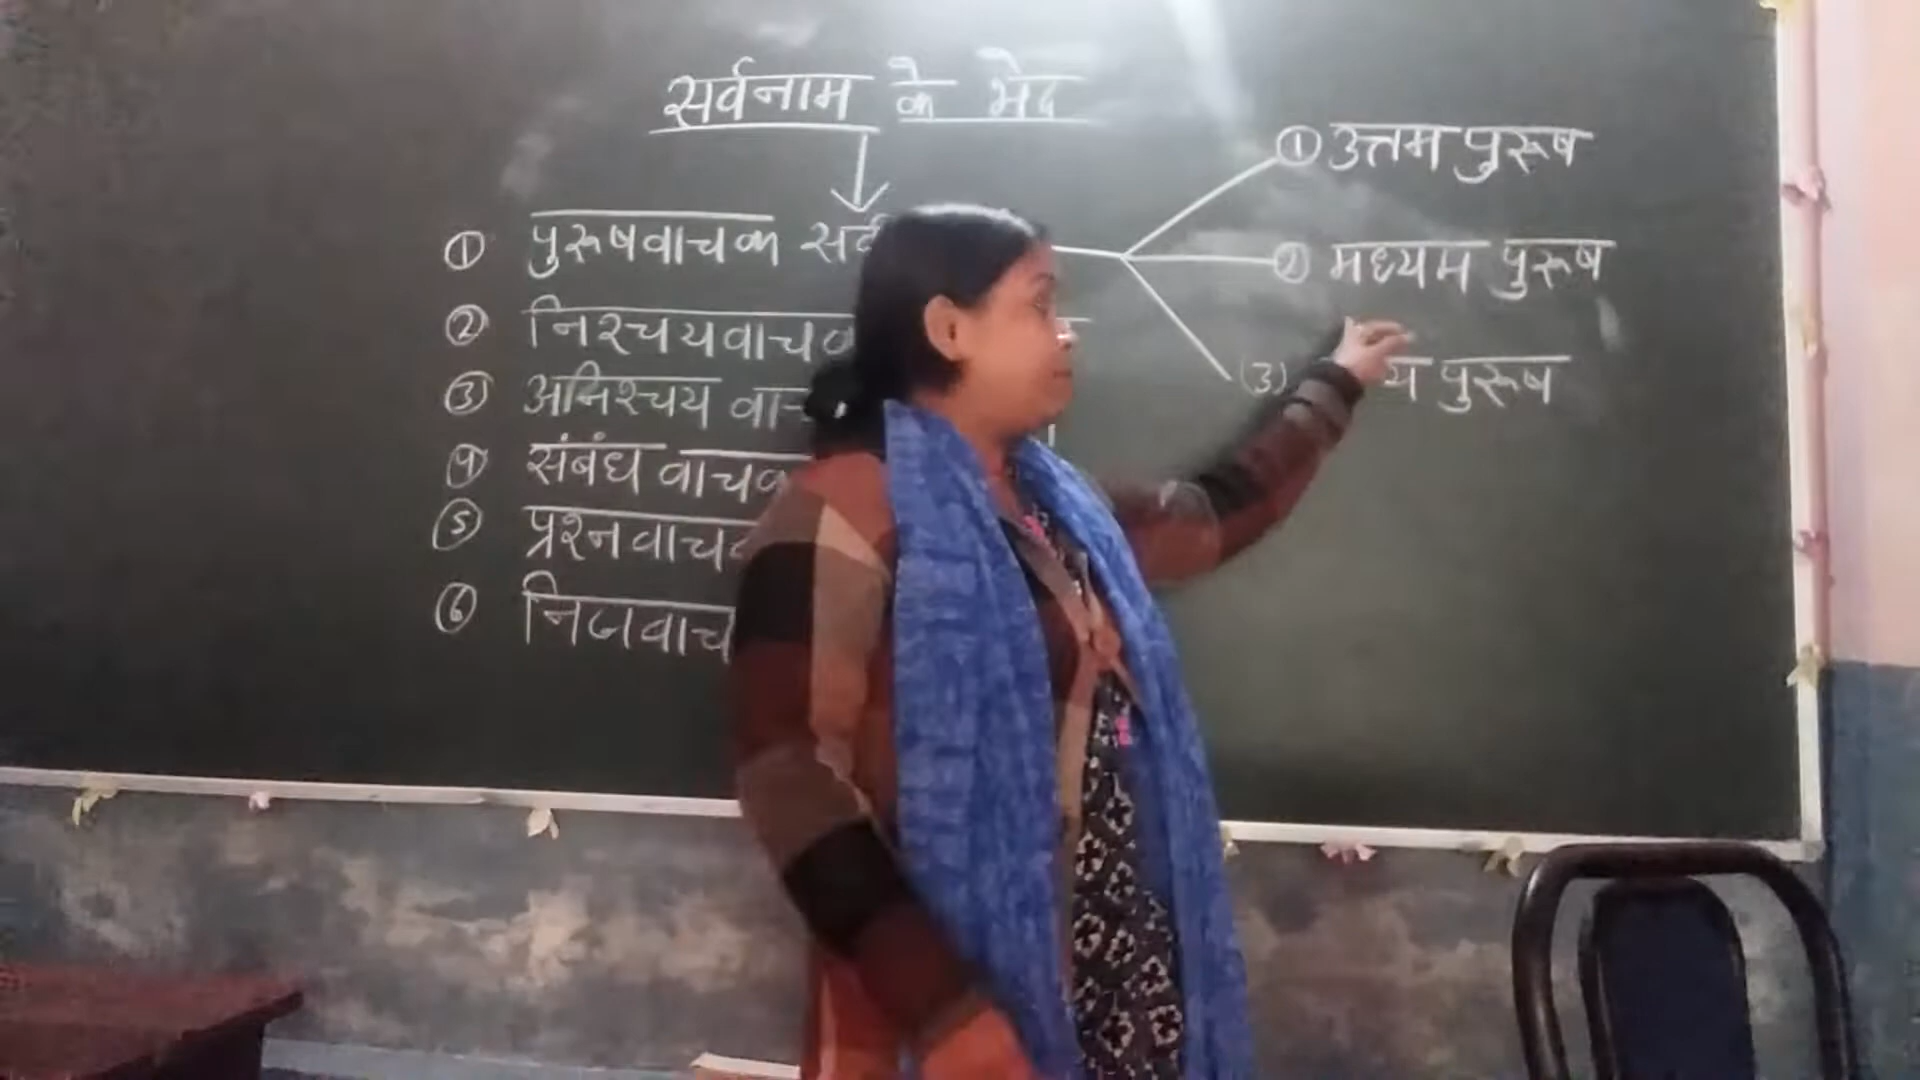 सर्वनाम के भेद
① पुरूषवाचक
② निश्चयवाचक
③ अनिश्चय
④ संबंध वाचक
⑤ प्रश्नवाचक
⑥
① उत्तम पुरूष
② मध्यम पुरूष
(3) पुरूष